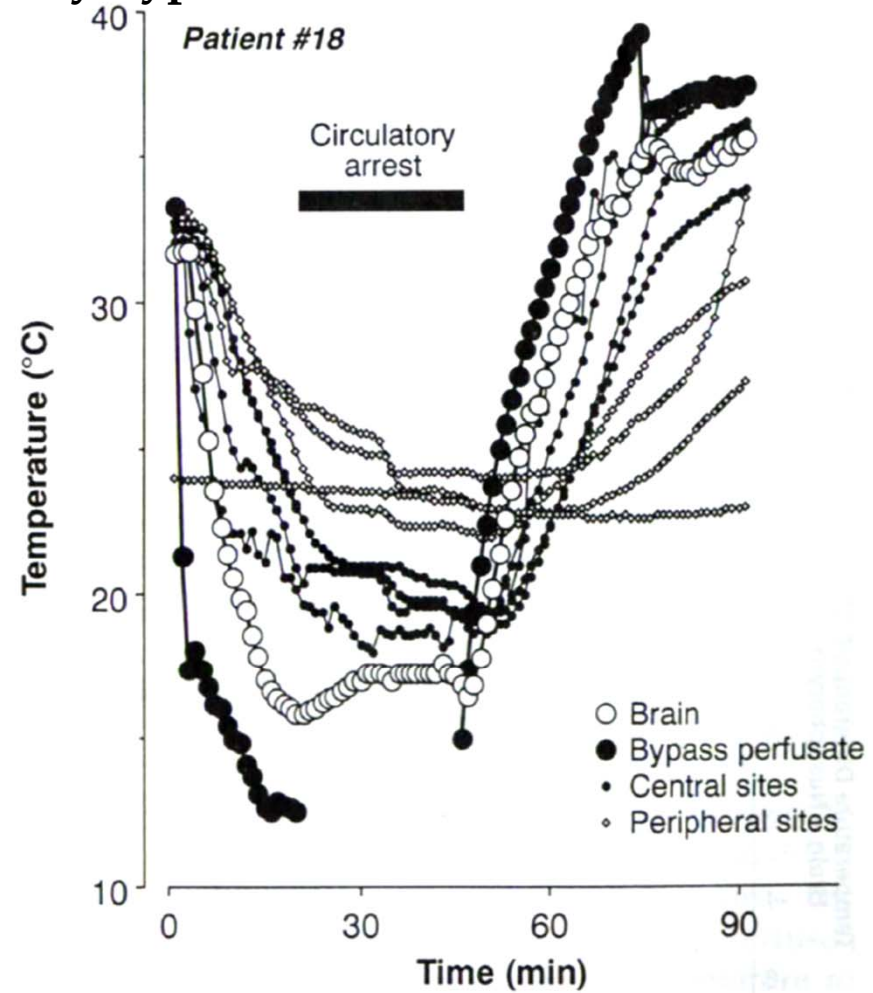 40
Patient #18
Circulatory
arrest
30
Temperature (°C)
20
Brain
Bypass perfusate
Central sites
Peripheral sites
10
0 30 60 90
Time (min)